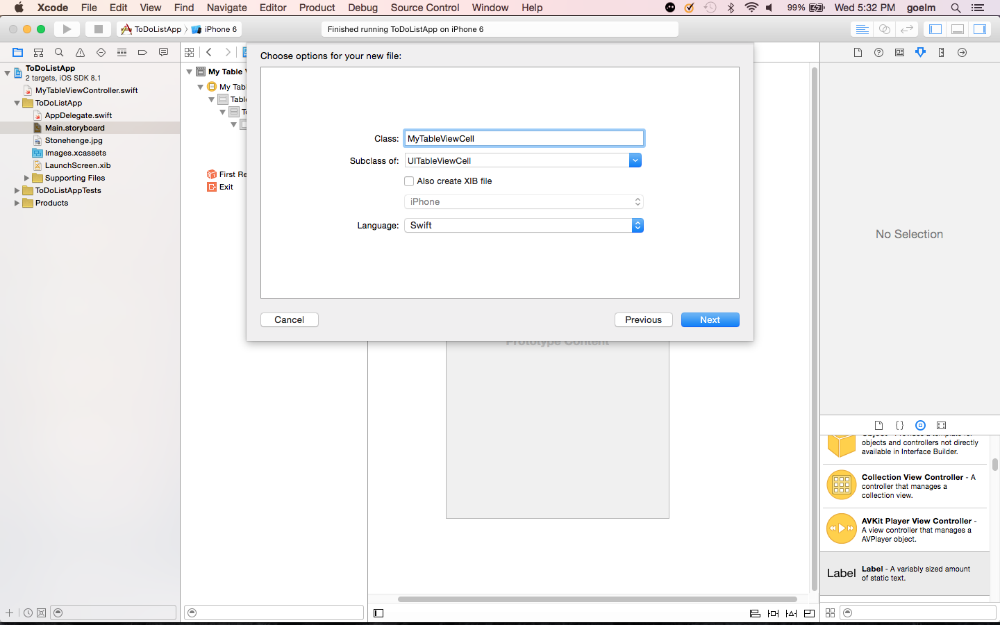 Xcode File Edit View Find Navigate Editor Product Debug Source Control Window Help 99% Wed 5:32 PM goelm
ToDoListApp iPhone 6
Finished running ToDoListApp on iPhone 6
ToDoListApp
2 targets, iOS SDK 8.1
MyTableViewController.swift
ToDoListApp
AppDelegate.swift
Main.storyboard
Stonehenge.jpg
Images.xcassets
LaunchScreen.xib
Supporting Files
ToDoListAppTests
Products
My Table
My Tab
Table
First Re
Exit
Choose options for your new file:
Class: MyTableViewCell
Subclass of: UITableViewCell
Also create XIB file
iPhone
Language: Swift
Cancel
Previous
Next
Prototype Content
No Selection
objects and controllers not directly
available in Interface Builder.
Collection View Controller - A
controller that manages a
collection view.
AVKit Player View Controller -
A view controller that manages a
AVPlayer object.
Label
Label - A variably sized amount
of static text.